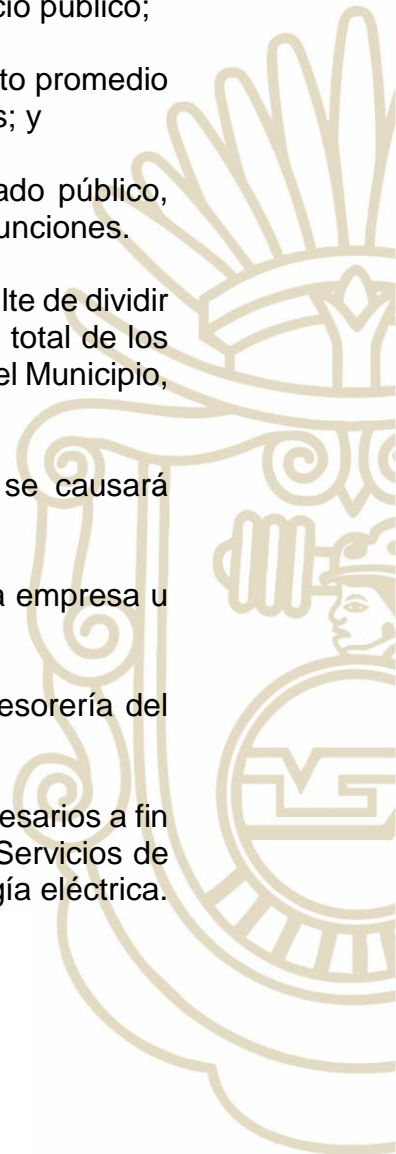 cio público;
to promedio
s; y
ado público,
unciones.
lte de dividir
total de los
el Municipio,
se causará
a empresa u
esorería del
esarios a fin
Servicios de
gía eléctrica.